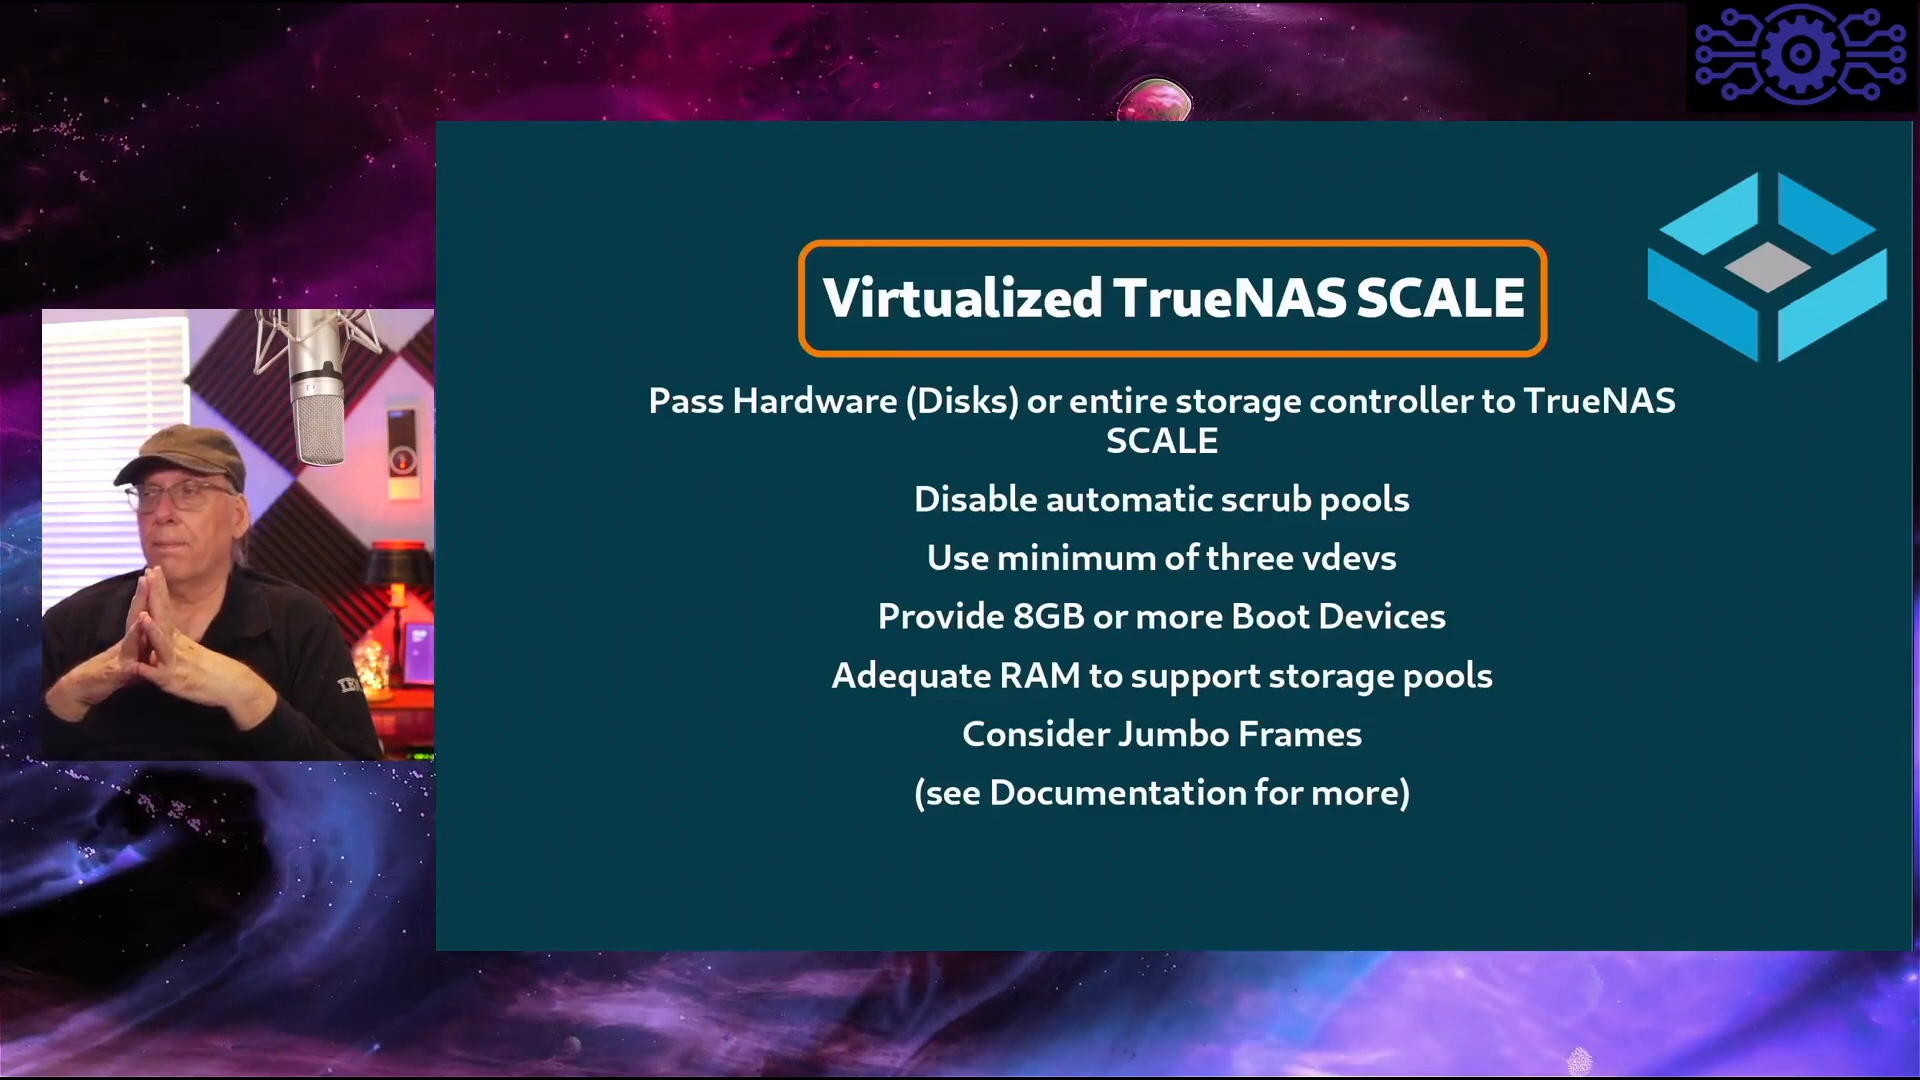 Virtualized TrueNAS SCALE
Pass Hardware (Disks) or entire storage controller to TrueNAS
SCALE
Disable automatic scrub pools
Use minimum of three vdevs
Provide 8GB or more Boot Devices
Adequate RAM to support storage pools
Consider Jumbo Frames
(see Documentation for more)